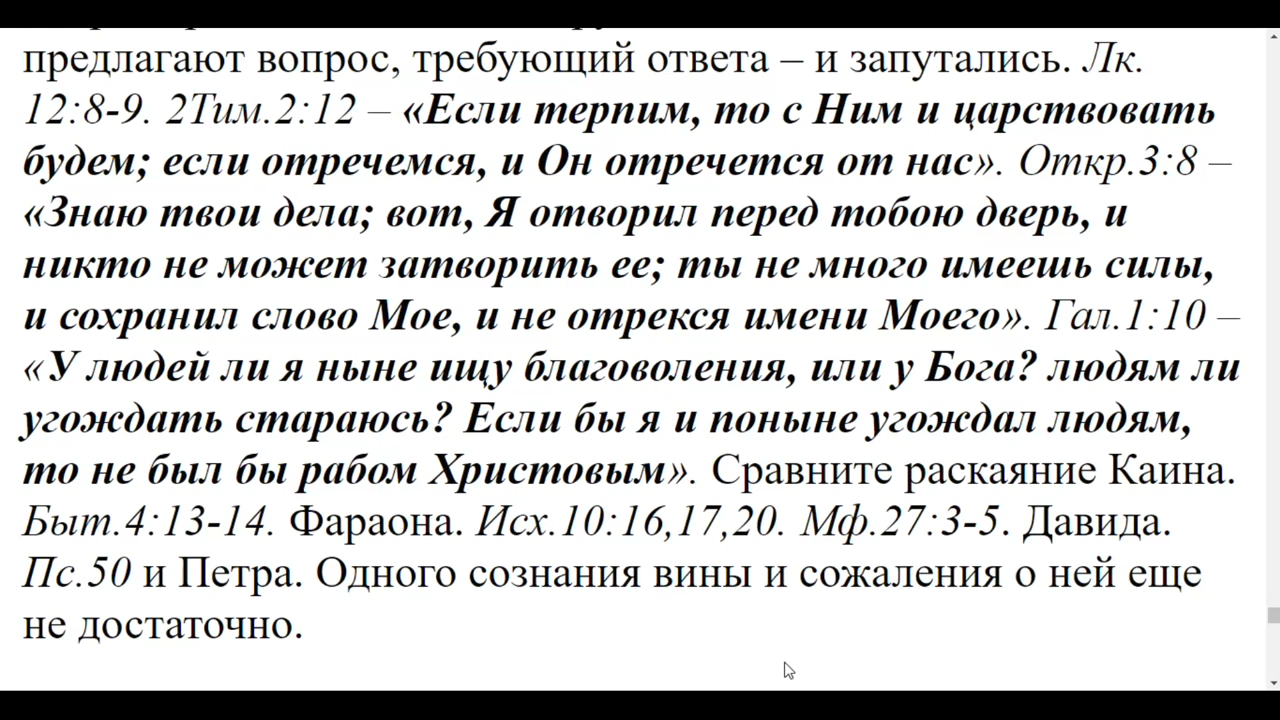 предлагают вопрос, требующий ответа – и запутались. Лк.
12:8-9. 2Тим.2:12 – «Если терпим, то с Ним и царствовать
будем; если отречемся, и Он отречется от нас». Откр.3:8 –
«Знаю твои дела; вот, Я отворил перед тобою дверь, и
никто не может затворить ее; ты не много имеешь силы,
и сохранил слово Мое, и не отрекся имени Моего». Гал.1:10 –
«У людей ли я ныне ищу благоволения, или у Бога? людям ли
угождать стараюсь? Если бы я и поныне угождал людям,
то не был бы рабом Христовым». Сравните раскаяние Каина.
Быт.4:13-14. Фараона. Исх.10:16,17,20. Мф.27:3-5. Давида.
Пс.50 и Петра. Одного сознания вины и сожаления о ней еще
не достаточно.